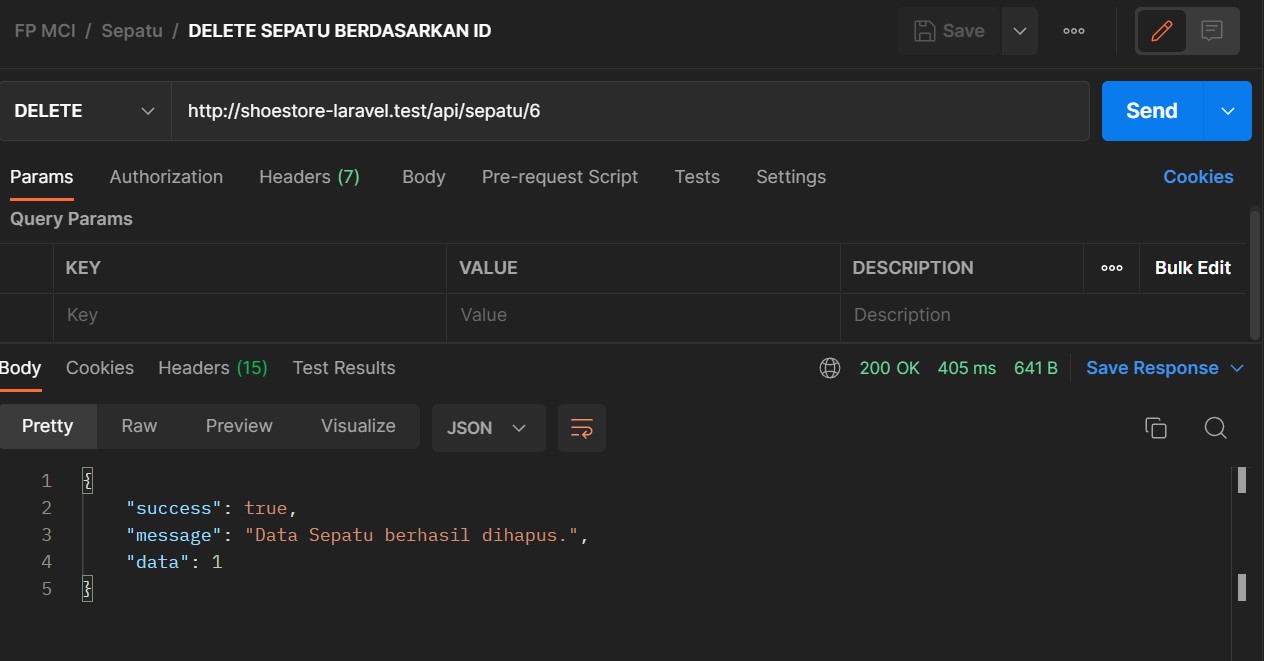 FP MCI / Sepatu / DELETE SEPATU BERDASARKAN ID Save
DELETE http://shoestore-laravel.test/api/sepatu/6 Send
Params Authorization Headers (7) Body Pre-request Script Tests Settings Cookies
Query Params
KEY VALUE DESCRIPTION Bulk Edit
Key Value Description
Body Cookies Headers (15) Test Results 200 OK 405 ms 641 B Save Response
Pretty Raw Preview Visualize JSON
1 {
2 "success": true,
3 "message": "Data Sepatu berhasil dihapus.",
4 "data": 1
5 }